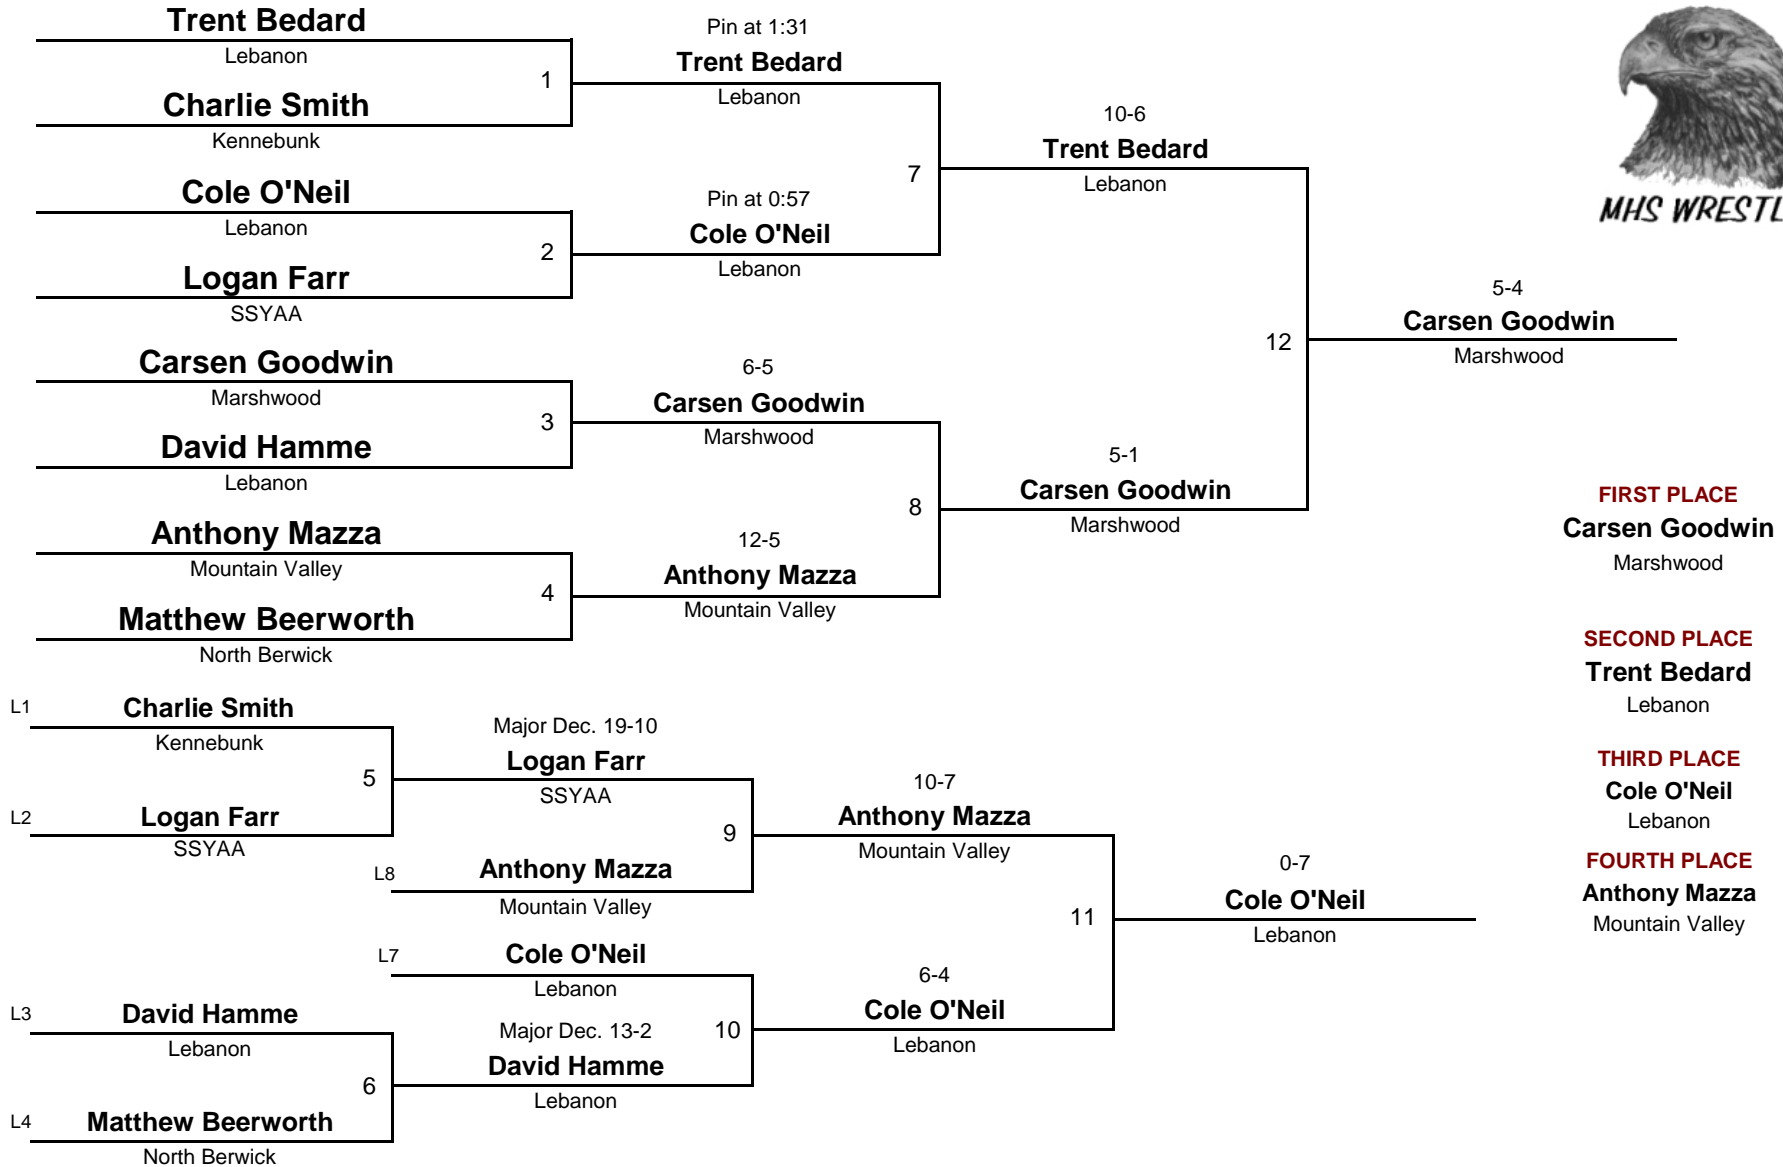 Trent Bedard
Lebanon
1
Charlie Smith
Kennebunk
Cole O'Neil
Lebanon
2
Logan Farr
SSYAA
Carsen Goodwin
Marshwood
3
David Hamme
Lebanon
Anthony Mazza
Mountain Valley
4
Matthew Beerworth
North Berwick
Pin at 1:31
Trent Bedard
Lebanon
7
Pin at 0:57
Cole O'Neil
Lebanon
6-5
Carsen Goodwin
Marshwood
8
12-5
Anthony Mazza
Mountain Valley
10-6
Trent Bedard
Lebanon
12
5-1
Carsen Goodwin
Marshwood
5-4
Carsen Goodwin
Marshwood
L1
Charlie Smith
Kennebunk
5
L2
Logan Farr
SSYAA
L3
David Hamme
Lebanon
6
L4
Matthew Beerworth
North Berwick
Major Dec. 19-10
Logan Farr
SSYAA
9
L8
Anthony Mazza
Mountain Valley
L7
Cole O'Neil
Lebanon
10
Major Dec. 13-2
David Hamme
Lebanon
10-7
Anthony Mazza
Mountain Valley
11
6-4
Cole O'Neil
Lebanon
0-7
Cole O'Neil
Lebanon
MHS WRESTL
FIRST PLACE
Carsen Goodwin
Marshwood
SECOND PLACE
Trent Bedard
Lebanon
THIRD PLACE
Cole O'Neil
Lebanon
FOURTH PLACE
Anthony Mazza
Mountain Valley